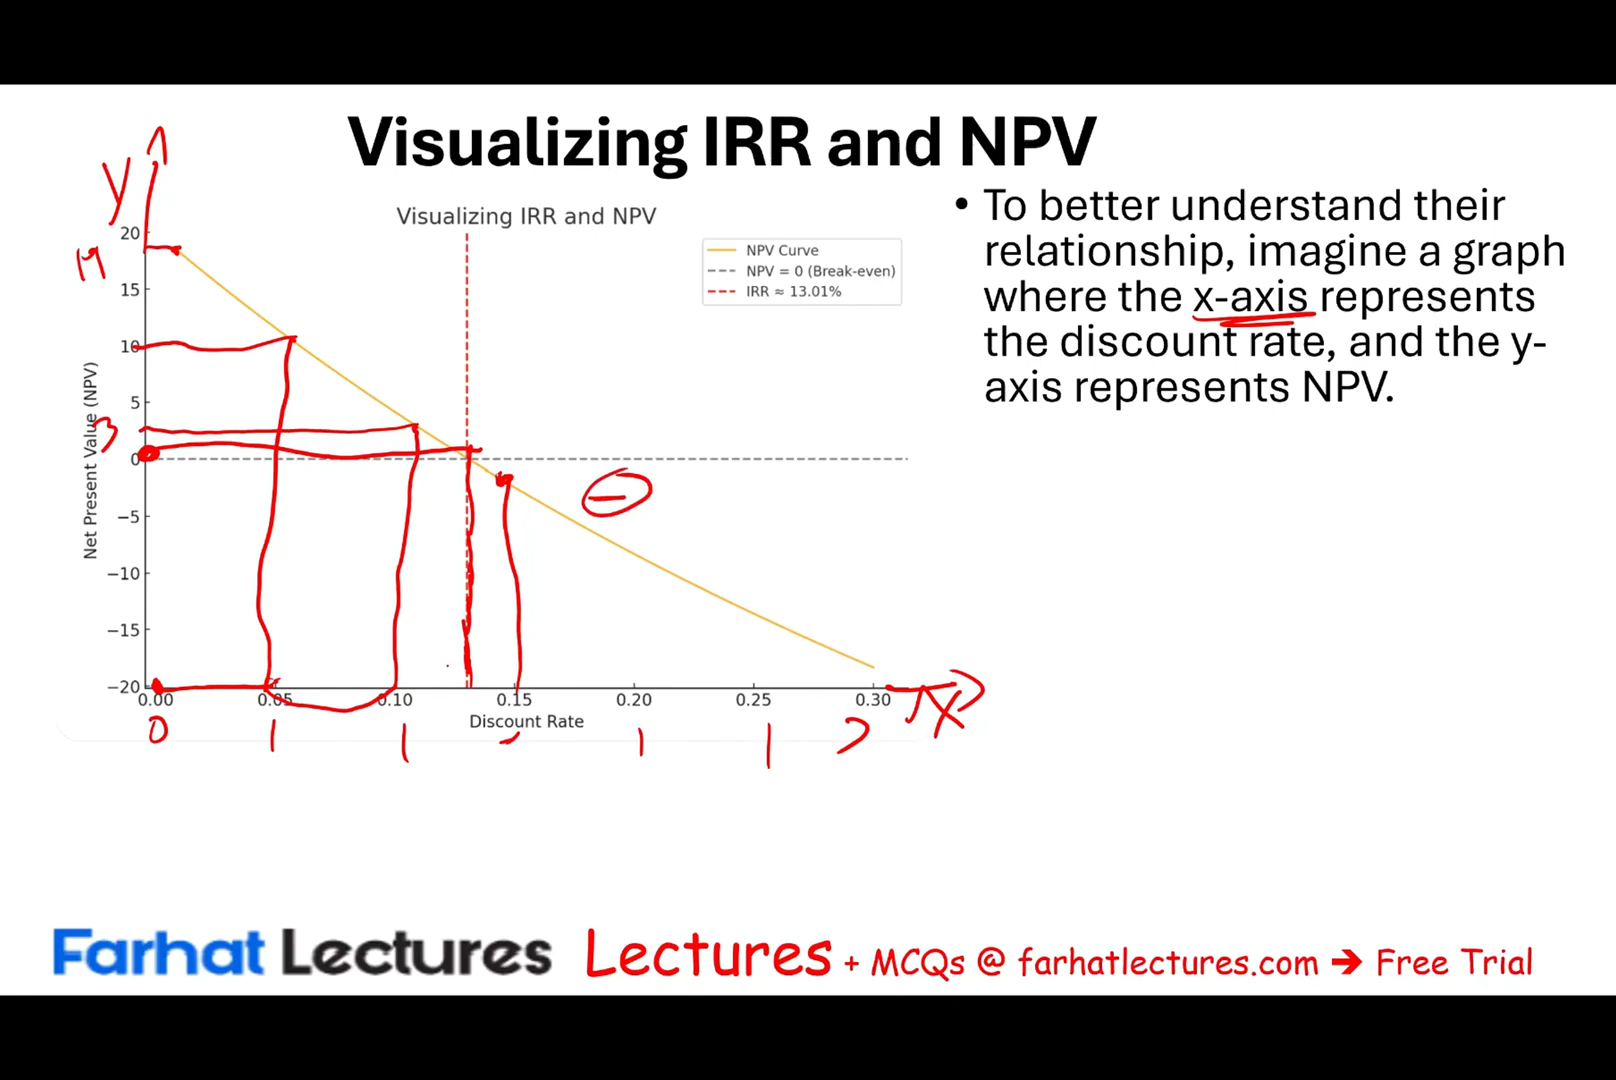 Visualizing IRR and NPV
y
Visualizing IRR and NPV
NPV Curve
NPV = 0 (Break-even)
IRR ≈ 13.01%
20
19
15
10
5
3
0
−5
−10
−15
−20
Net Present Value (NPV)
0.00 0.05 0.10 0.15 0.20 0.25 0.30
x
0
Discount Rate
• To better understand their
relationship, imagine a graph
where the x-axis represents
the discount rate, and the y-
axis represents NPV.
Farhat Lectures Lectures + MCQs @ farhatlectures.com ➔ Free Trial